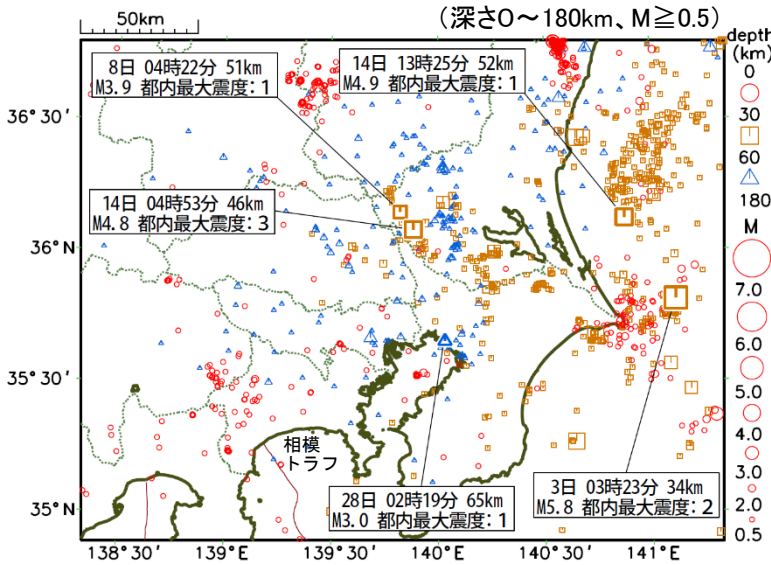 50km
(深さ0～180km、M≧0.5)
depth
(km)
0
30
60
180
M
7.0
6.0
5.0
4.0
3.0
2.0
0.5
8日 04時22分 51km
M3.9 都内最大震度:1
14日 13時25分 52km
M4.9 都内最大震度:1
14日 04時53分 46km
M4.8 都内最大震度:3
相模
トラフ
28日 02時19分 65km
M3.0 都内最大震度:1
3日 03時23分 34km
M5.8 都内最大震度:2
36°30′
36°N
35°30′
35°N
138°30′
139°E
139°30′
140°E
140°30′
141°E